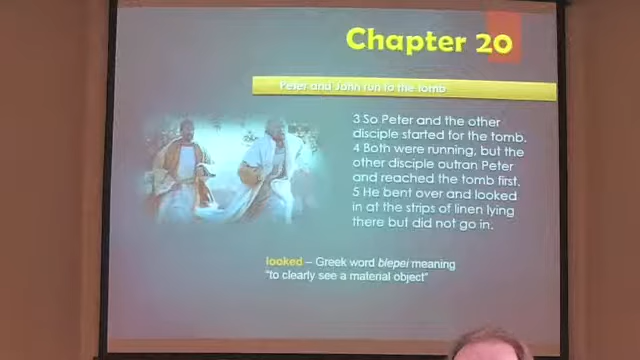 Chapter 20
Peter and John run to the tomb
3 So Peter and the other
disciple started for the tomb.
4 Both were running, but the
other disciple outran Peter
and reached the tomb first.
5 He bent over and looked
in at the strips of linen lying
there but did not go in.
looked – Greek word blepei meaning
"to clearly see a material object"